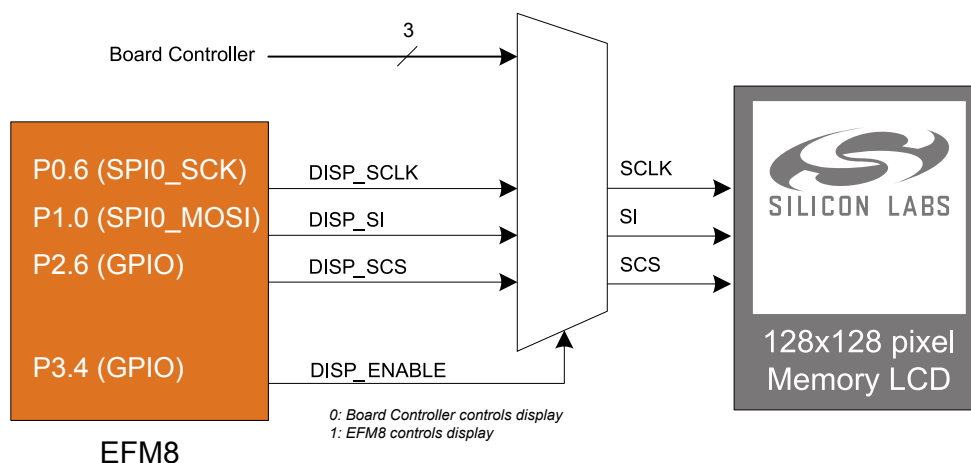 3
Board Controller
P0.6 (SPI0_SCK)
DISP_SCLK
SCLK
P1.0 (SPI0_MOSI)
DISP_SI
SI
P2.6 (GPIO)
DISP_SCS
SCS
SILICON LABS
P3.4 (GPIO)
DISP_ENABLE
128x128 pixel
Memory LCD
0: Board Controller controls display
1: EFM8 controls display
EFM8